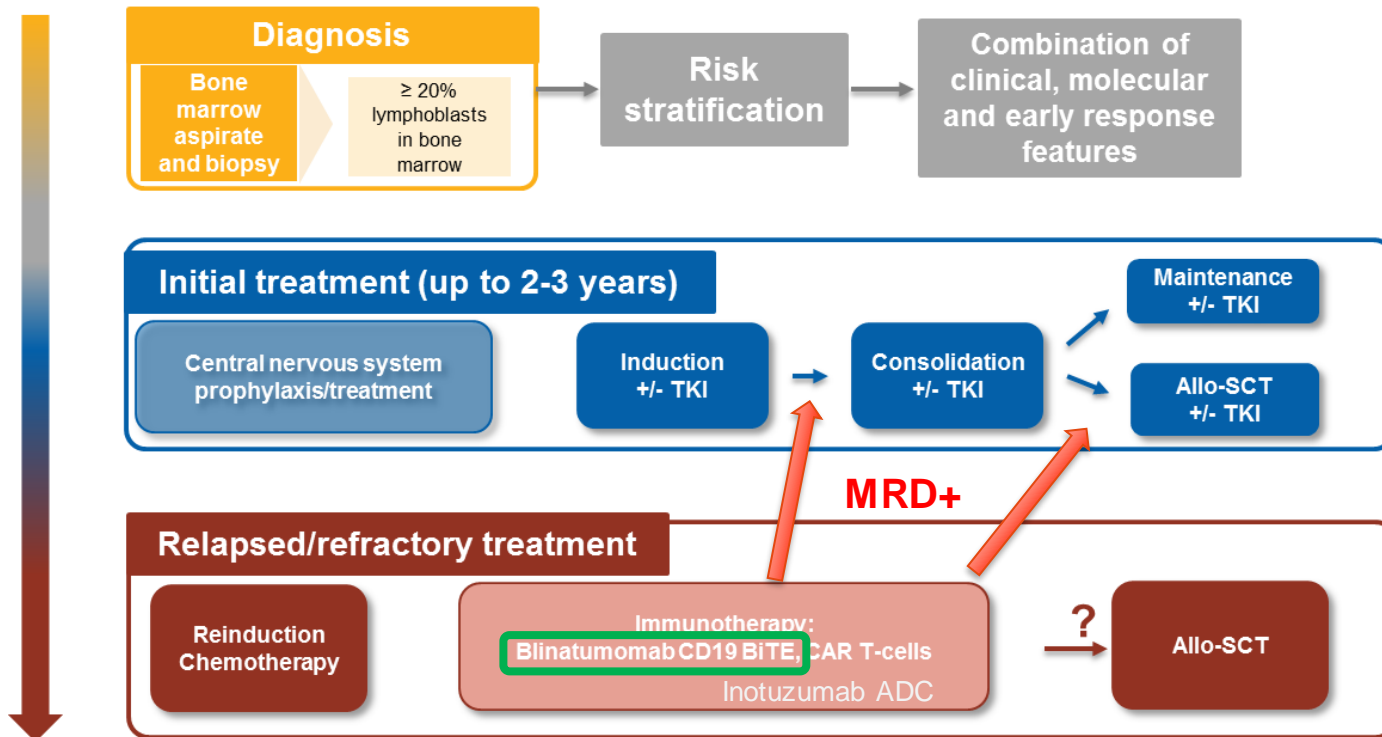 Diagnosis
Bone
marrow
aspirate
and biopsy
≥ 20%
lymphoblasts
in bone
marrow
Risk
stratification
Combination of
clinical, molecular
and early response
features
Initial treatment (up to 2-3 years)
Central nervous system
prophylaxis/treatment
Induction
+/- TKI
Consolidation
+/- TKI
Maintenance
+/- TKI
Allo-SCT
+/- TKI
MRD+
Relapsed/refractory treatment
Reinduction
Chemotherapy
Immunotherapy:
Blinatumomab CD19 BiTE, CAR T-cells
Inotuzumab ADC
?
Allo-SCT